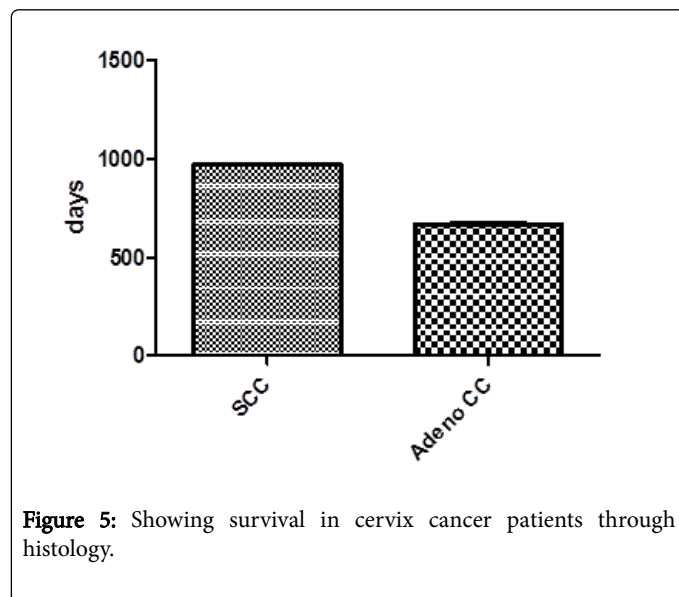 1500
1000
500
0
days
SCC
Adeno CC
Figure 5: Showing survival in cervix cancer patients through
histology.